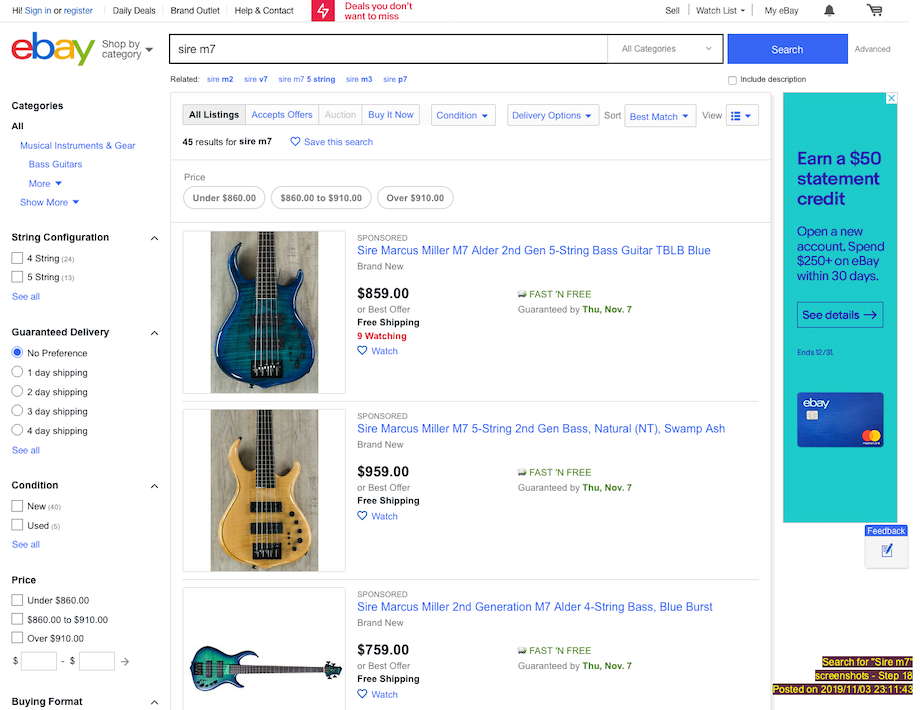 Hi! Sign in or register
Daily Deals
Brand Outlet
Help & Contact
Deals you don't
want to miss
Sell
Watch List
My eBay
ebay
Shop by
category
sire m7
All Categories
Search
Advanced
Related: sire m2 sire v7 sire m7 5 string sire m3 sire p7
Include description
Categories
All
Musical Instruments & Gear
Bass Guitars
More
Show More
String Configuration
4 String (24)
5 String (13)
See all
Guaranteed Delivery
No Preference
1 day shipping
2 day shipping
3 day shipping
4 day shipping
See all
Condition
New (40)
Used (5)
See all
Price
Under $860.00
$860.00 to $910.00
Over $910.00
$ - $
Buying Format
All Listings
Accepts Offers
Auction
Buy It Now
Condition
Delivery Options
Sort
Best Match
View
45 results for sire m7
Save this search
Price
Under $860.00
$860.00 to $910.00
Over $910.00
SPONSORED
Sire Marcus Miller M7 Alder 2nd Gen 5-String Bass Guitar TBLB Blue
Brand New
$859.00
or Best Offer
Free Shipping
9 Watching
Watch
FAST 'N FREE
Guaranteed by Thu, Nov. 7
SPONSORED
Sire Marcus Miller M7 5-String 2nd Gen Bass, Natural (NT), Swamp Ash
Brand New
$959.00
or Best Offer
Free Shipping
Watch
FAST 'N FREE
Guaranteed by Thu, Nov. 7
SPONSORED
Sire Marcus Miller 2nd Generation M7 Alder 4-String Bass, Blue Burst
Brand New
$759.00
or Best Offer
Free Shipping
Watch
FAST 'N FREE
Guaranteed by Thu, Nov. 7
Earn a $50
statement
credit
Open a new
account. Spend
$250+ on eBay
within 30 days.
See details
Ends 12/31.
ebay
mastercard
Feedback
Search for "Sire m7"
screenshots - Step 18
Posted on 2019/11/03 23:11:43